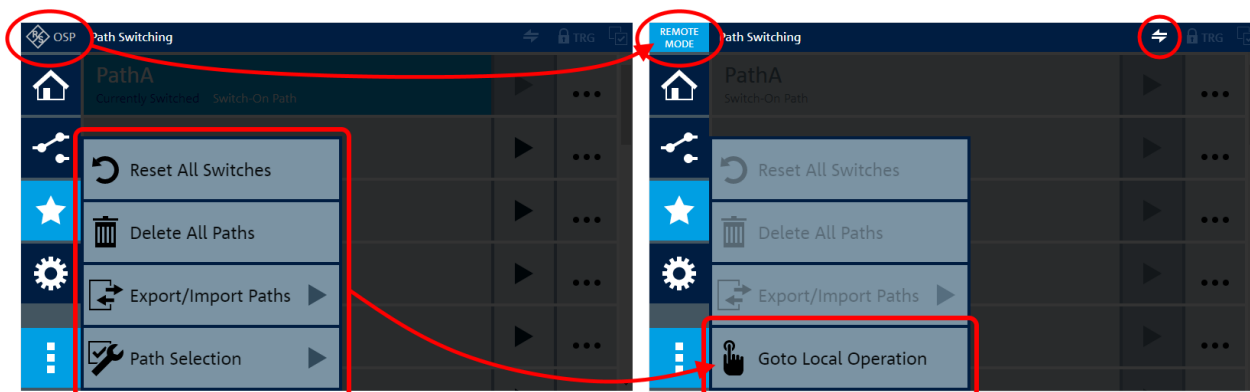 R&S OSP Path Switching TRG
PathA
Currently Switched Switch-On Path
Reset All Switches
Delete All Paths
Export/Import Paths
Path Selection
REMOTE
MODE
Path Switching TRG
PathA
Switch-On Path
Reset All Switches
Delete All Paths
Export/Import Paths
Goto Local Operation